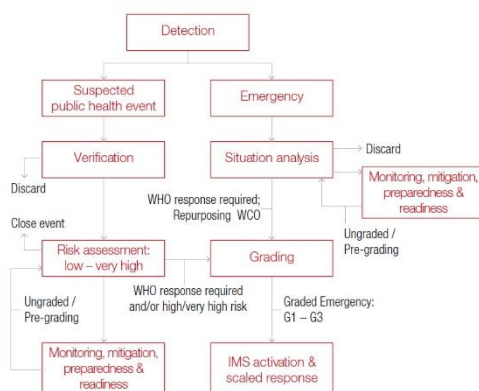 Detection
Suspected
public health event
Emergency
Verification
Situation analysis
Discard
Discard
Monitoring, mitigation,
preparedness &
readiness
WHO response required;
Repurposing WCO
Close event
Ungraded /
Pre-grading
Risk assessment:
low – very high
Grading
WHO response required
and/or high/very high risk
Ungraded /
Pre-grading
Graded Emergency:
G1 – G3
Monitoring, mitigation,
preparedness &
readiness
IMS activation &
scaled response